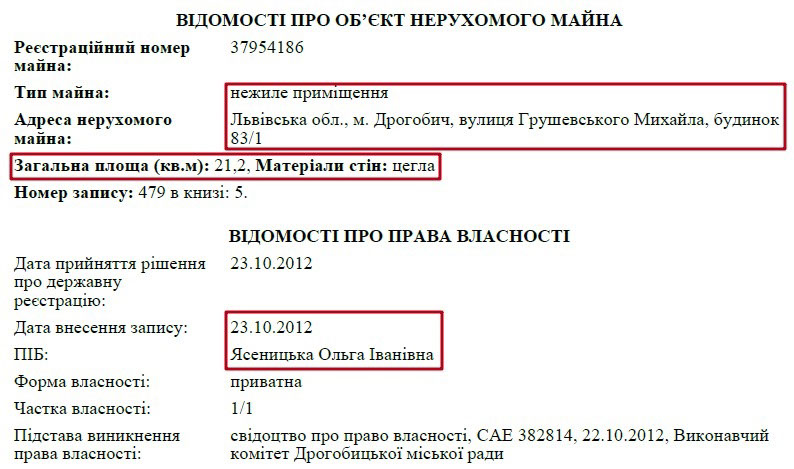 ВІДОМОСТІ ПРО ОБ’ЄКТ НЕРУХОМОГО МАЙНА
Реєстраційний номер майна: 37954186
Тип майна: нежиле приміщення
Адреса нерухомого майна: Львівська обл., м. Дрогобич, вулиця Грушевського Михайла, будинок 83/1
Загальна площа (кв.м): 21,2, Матеріали стін: цегла
Номер запису: 479 в книзі: 5.
ВІДОМОСТІ ПРО ПРАВА ВЛАСНОСТІ
Дата прийняття рішення про державну реєстрацію: 23.10.2012
Дата внесення запису: 23.10.2012
ПІБ: Ясеницька Ольга Іванівна
Форма власності: приватна
Частка власності: 1/1
Підстава виникнення права власності: свідоцтво про право власності, САЕ 382814, 22.10.2012, Виконавчий комітет Дрогобицької міської ради